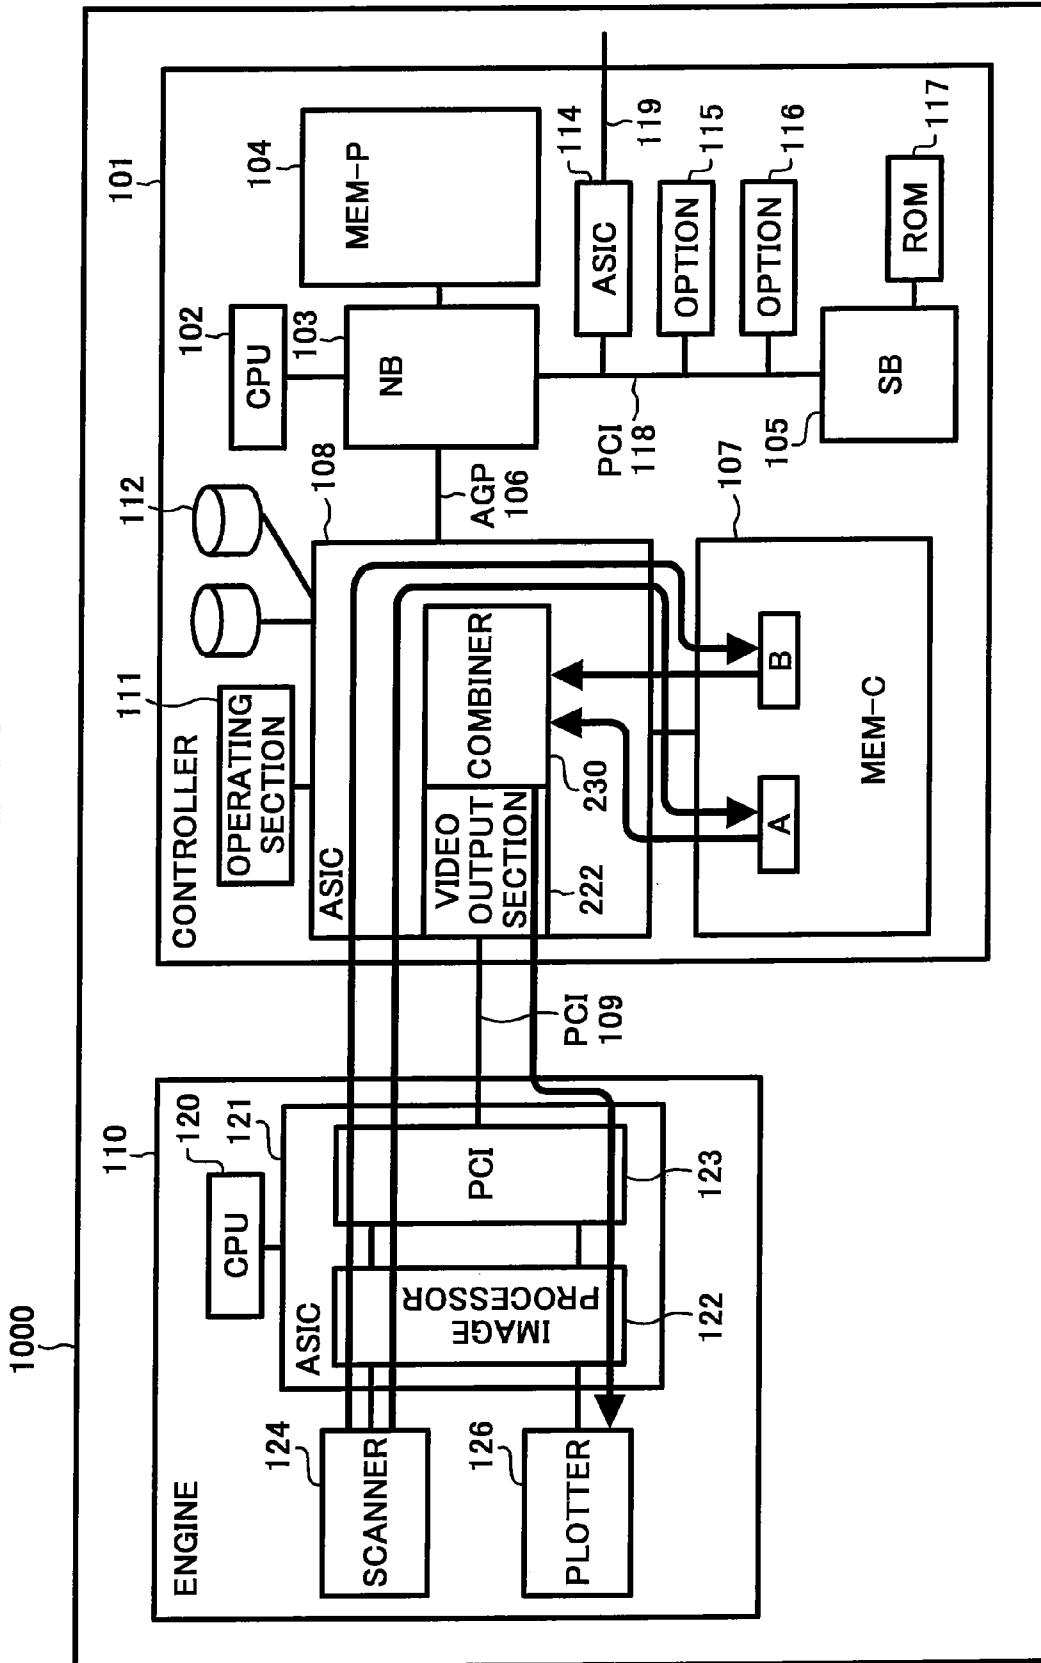 1000
110
ENGINE
120
CPU
121
ASIC
124
SCANNER
126
PLOTTER
IMAGE
PROCESSOR
122
PCI
123
PCI
109
101
CONTROLLER
111
OPERATING
SECTION
112
108
ASIC
VIDEO
OUTPUT
SECTION
222
COMBINER
230
AGP
106
102
CPU
103
NB
104
MEM-P
PCI
118
114
ASIC
119
115
OPTION
116
OPTION
117
ROM
105
SB
107
MEM-C
A
B